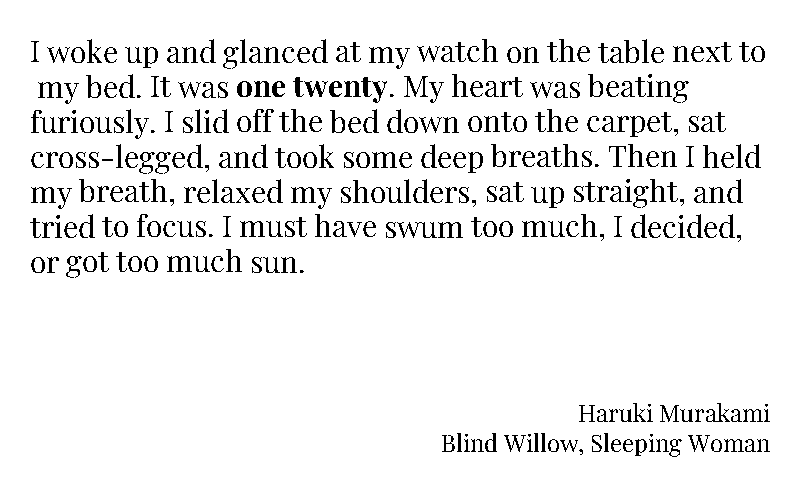 I woke up and glanced at my watch on the table next to
my bed. It was one twenty. My heart was beating
furiously. I slid off the bed down onto the carpet, sat
cross-legged, and took some deep breaths. Then I held
my breath, relaxed my shoulders, sat up straight, and
tried to focus. I must have swum too much, I decided,
or got too much sun.
Haruki Murakami
Blind Willow, Sleeping Woman